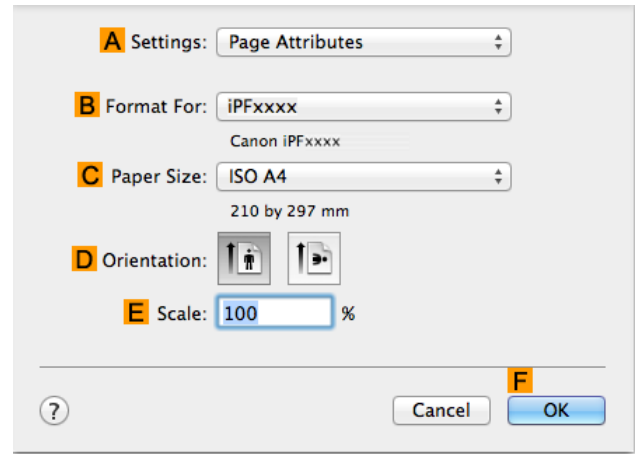 A Settings: Page Attributes
B Format For: iPFxxxx
Canon iPFxxxx
C Paper Size: ISO A4
210 by 297 mm
D Orientation:
E Scale: 100 %
F
? Cancel OK